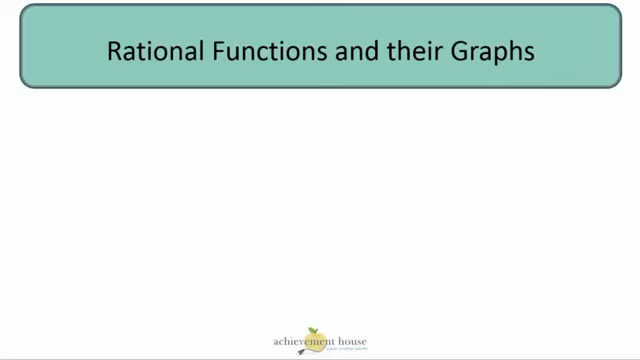 Rational Functions and their Graphs
achievement house